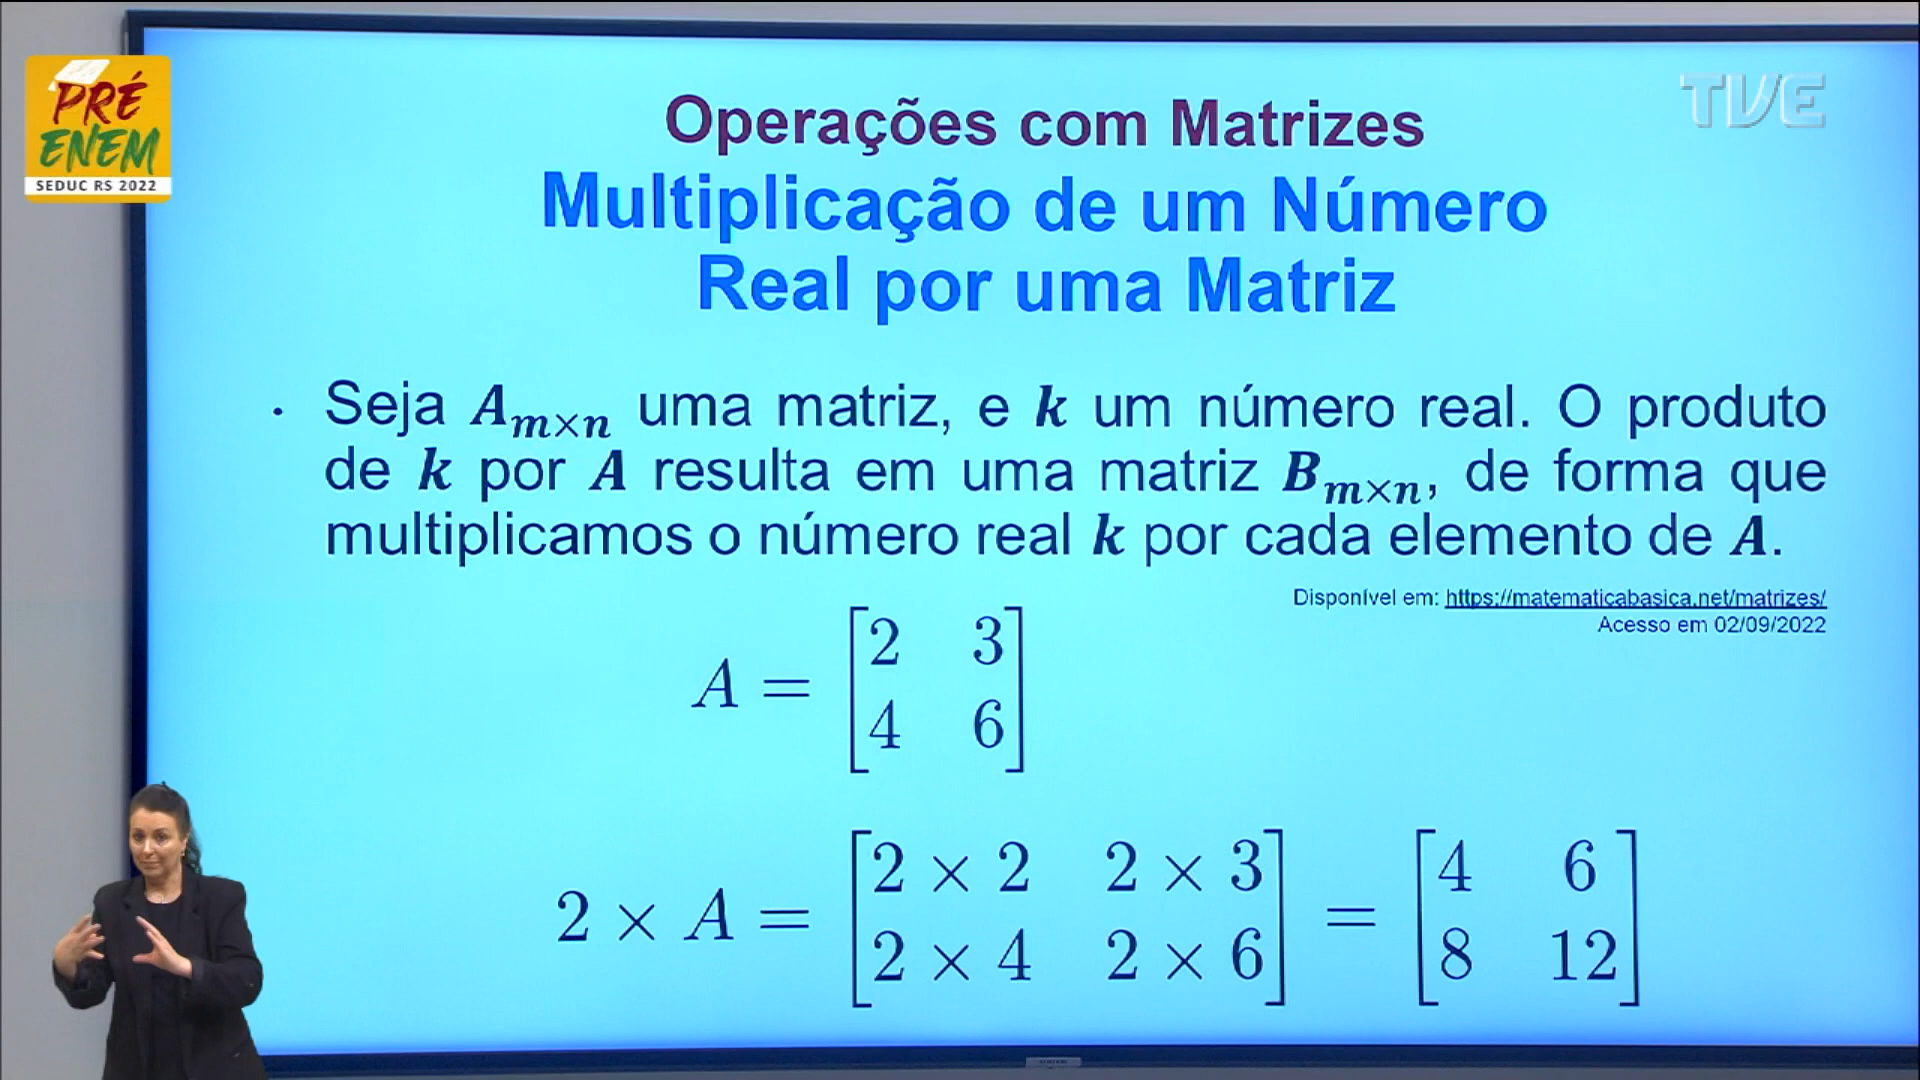 PRÉ
ENEM
SEDUC RS 2022
TVE
Operações com Matrizes
Multiplicação de um Número
Real por uma Matriz
· Seja A_{m×n} uma matriz, e k um número real. O produto
de k por A resulta em uma matriz B_{m×n}, de forma que
multiplicamos o número real k por cada elemento de A.
Disponível em: https://matematicabasica.net/matrizes/
Acesso em 02/09/2022
A = [2 3
4 6]
2 × A = [2 × 2 2 × 3 = [4 6
2 × 4 2 × 6] 8 12]